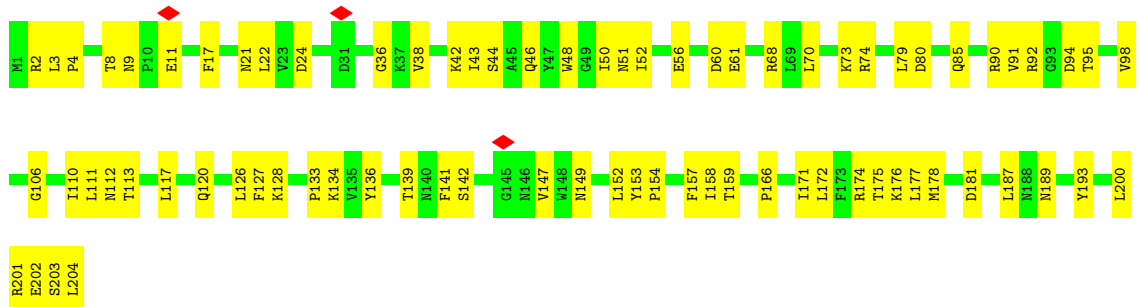 M1 R2 L3 P4 T8 N9 P10 E11 F17 N21 L22 V23 D24 D31 G36 K37 V38 K42 I43 S44 A45 Q46 Y47 W48 G49 I50 N51 I52 E56 D60 E61 R68 L69 L70 K73 R74 L79 D80 Q85 R90 V91 R92 G93 D94 T95 V98
G106 I110 L111 N112 T113 L117 Q120 L126 F127 K128 P133 K134 V135 Y136 T139 N140 F141 S142 G145 N146 V147 W148 N149 L152 Y153 P154 F157 I158 T159 P166 I171 L172 F173 R174 T175 K176 L177 M178 D181 L187 N188 N189 Y193 L200
R201 E202 S203 L204